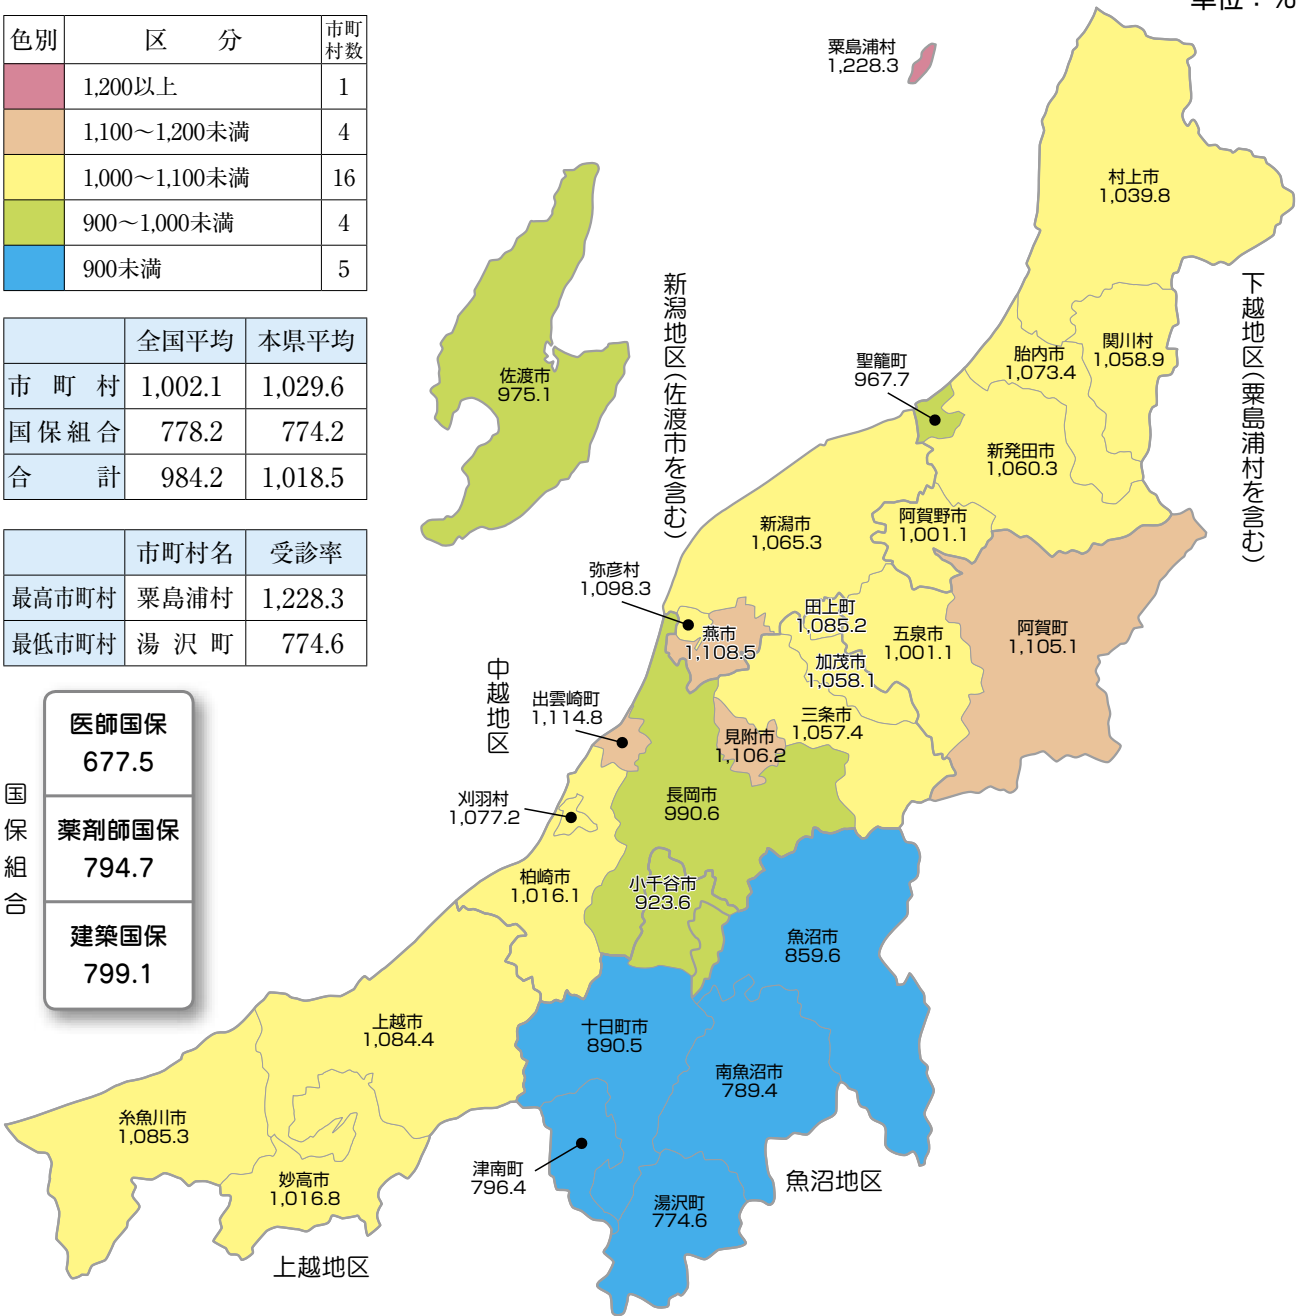 単位：％
色別 区 分 市町村数
1,200以上 1
1,100〜1,200未満 4
1,000〜1,100未満 16
900〜1,000未満 4
900未満 5
全国平均 本県平均
市町村 1,002.1 1,029.6
国保組合 778.2 774.2
合計 984.2 1,018.5
市町村名 受診率
最高市町村 粟島浦村 1,228.3
最低市町村 湯沢町 774.6
国保組合
医師国保
677.5
薬剤師国保
794.7
建築国保
799.1
粟島浦村
1,228.3
村上市
1,039.8
下越地区（粟島浦村を含む）
新潟地区（佐渡市を含む）
佐渡市
975.1
関川村
1,058.9
胎内市
1,073.4
聖籠町
967.7
新発田市
1,060.3
阿賀野市
1,001.1
新潟市
1,065.3
弥彦村
1,098.3
燕市
1,108.5
田上町
1,085.2
五泉市
1,001.1
阿賀町
1,105.1
加茂市
1,058.1
中越地区
出雲崎町
1,114.8
三条市
1,057.4
見附市
1,106.2
刈羽村
1,077.2
長岡市
990.6
柏崎市
1,016.1
小千谷市
923.6
魚沼市
859.6
上越市
1,084.4
十日町市
890.5
南魚沼市
789.4
糸魚川市
1,085.3
妙高市
1,016.8
津南町
796.4
湯沢町
774.6
魚沼地区
上越地区